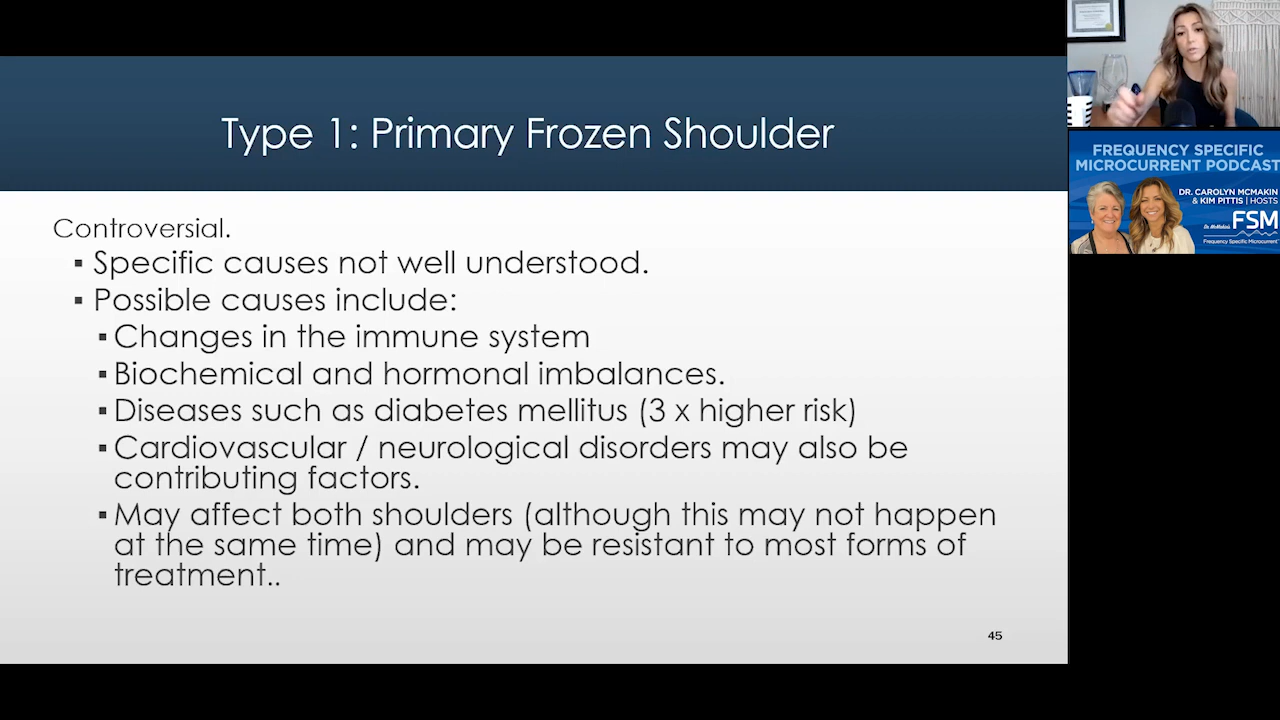 Type 1: Primary Frozen Shoulder
Controversial.
▪ Specific causes not well understood.
▪ Possible causes include:
▪ Changes in the immune system
▪ Biochemical and hormonal imbalances.
▪ Diseases such as diabetes mellitus (3 x higher risk)
▪ Cardiovascular / neurological disorders may also be
contributing factors.
▪ May affect both shoulders (although this may not happen
at the same time) and may be resistant to most forms of
treatment..
45
FREQUENCY SPECIFIC
MICROCURRENT PODCAST
DR. CAROLYN MCMAKIN
& KIM PITTIS | HOSTS
Dr. McMakin's FSM
Frequency Specific Microcurrent